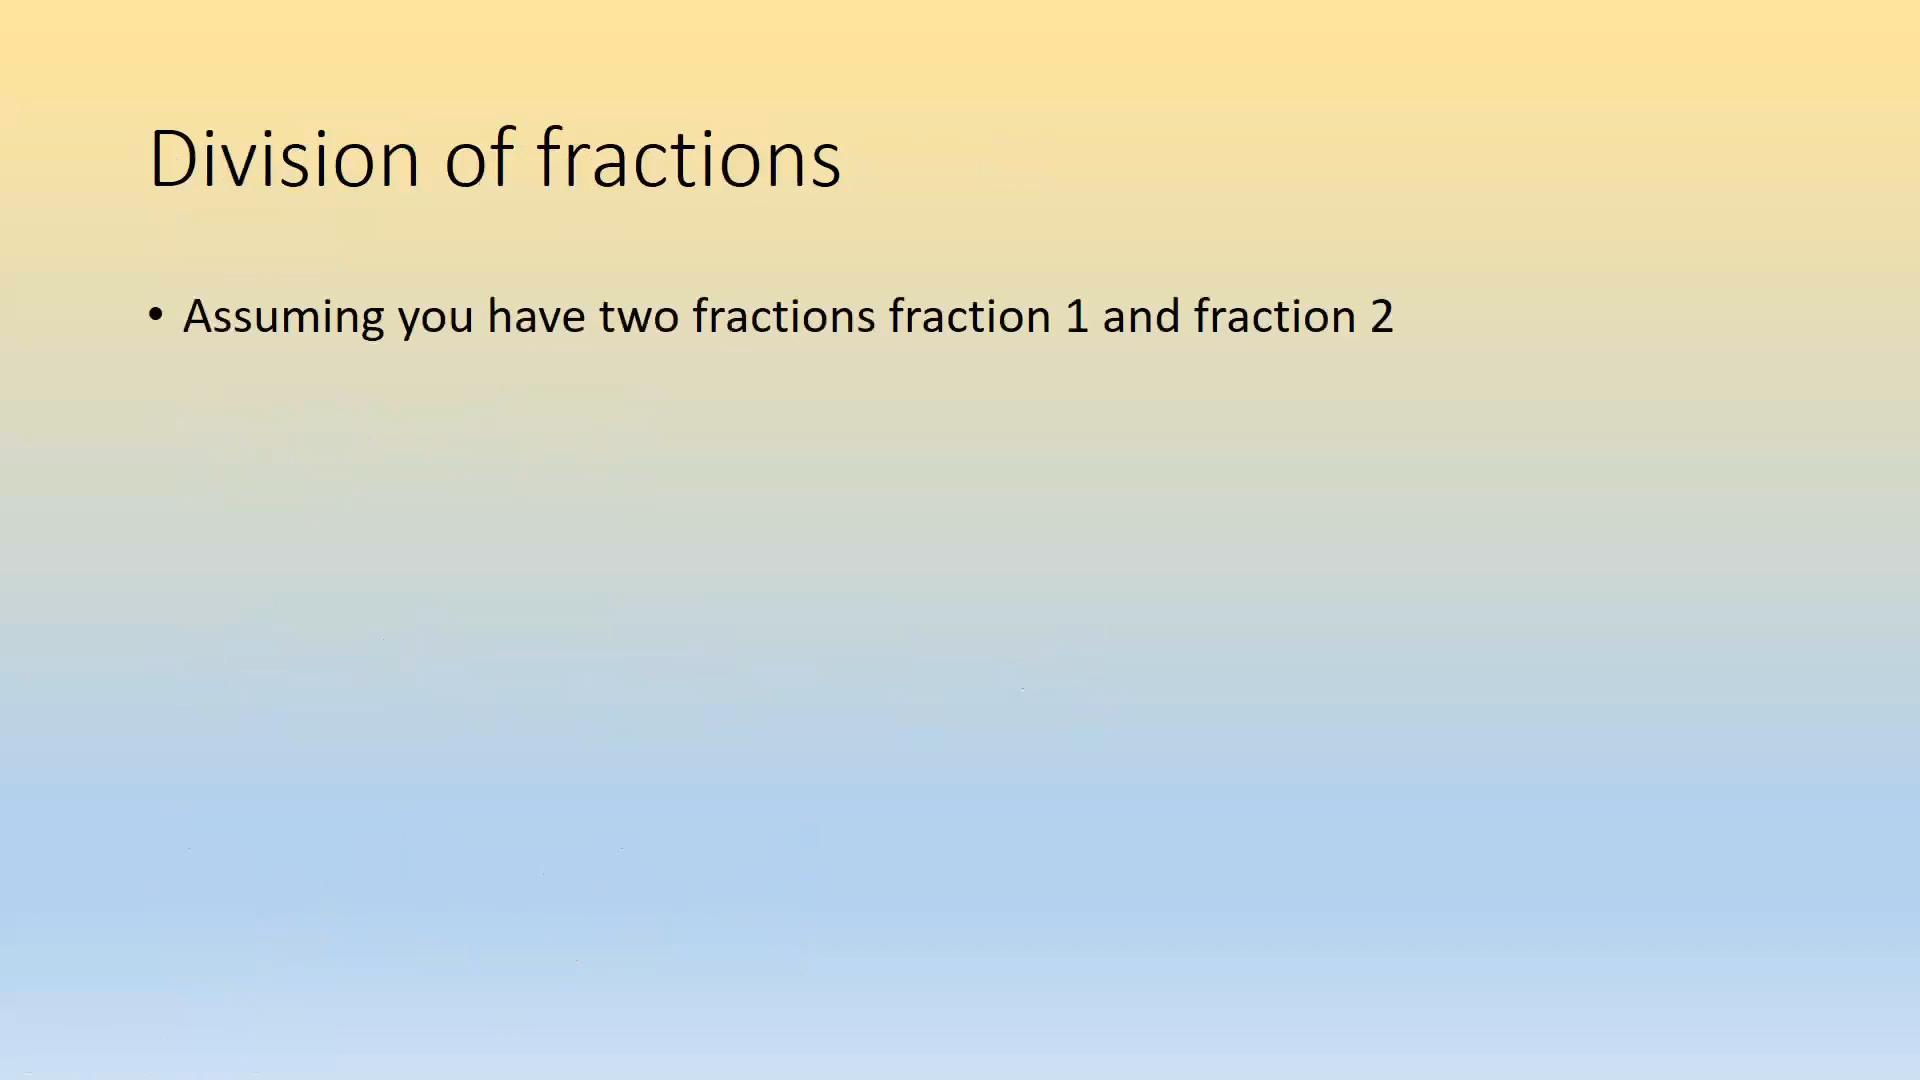 Division of fractions
• Assuming you have two fractions fraction 1 and fraction 2